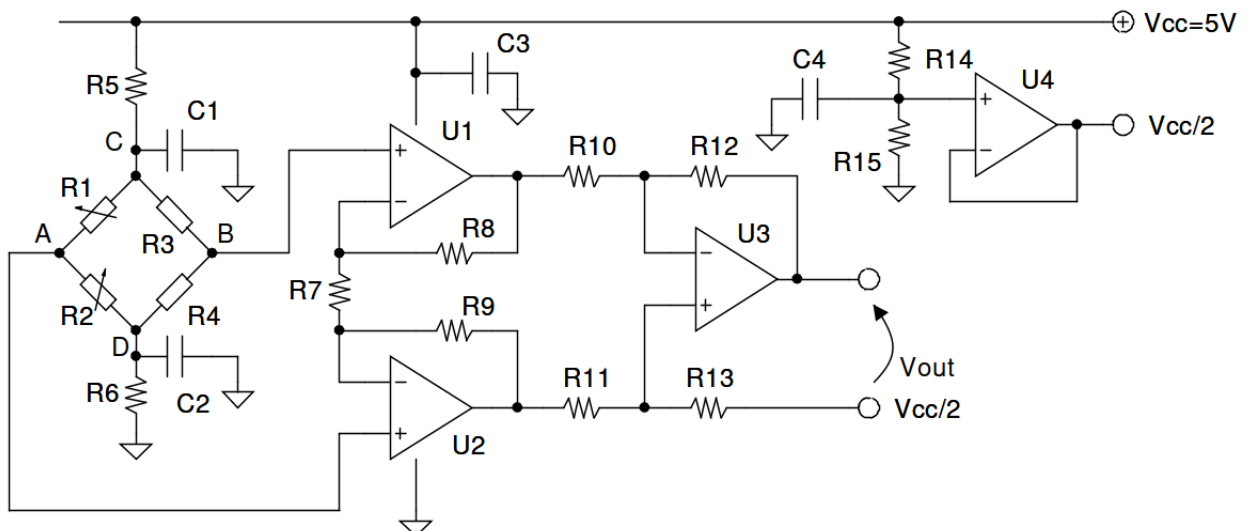 Vcc=5V
C3
C4
R14
U4
R5
C1
U1
Vcc/2
C
R10
R12
R15
R1
A
R3
B
R8
U3
R7
R9
R2
R4
D
Vout
R6
C2
R11
R13
Vcc/2
U2